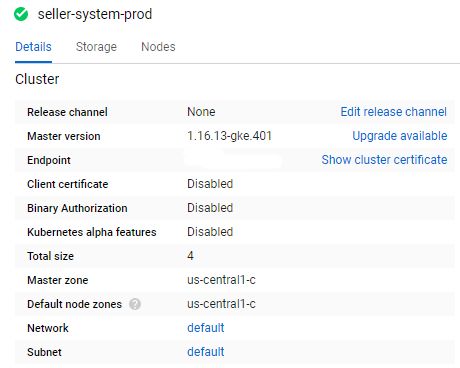 seller-system-prod
Details Storage Nodes
Cluster
Release channel None Edit release channel
Master version 1.16.13-gke.401 Upgrade available
Endpoint Show cluster certificate
Client certificate Disabled
Binary Authorization Disabled
Kubernetes alpha features Disabled
Total size 4
Master zone us-central1-c
Default node zones ? us-central1-c
Network default
Subnet default